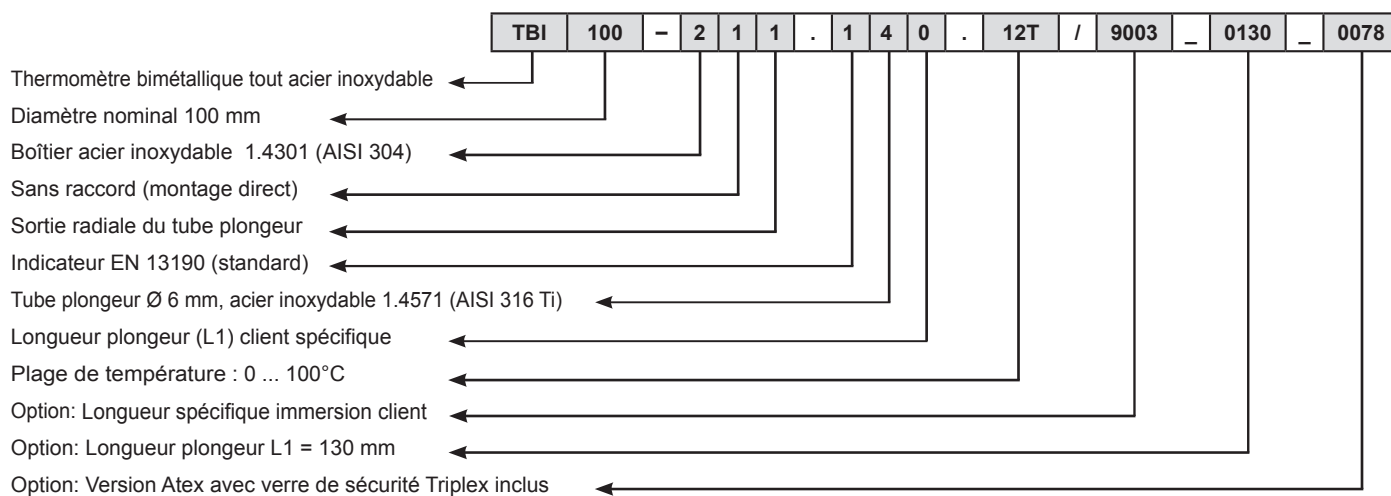 TBI 100 – 2 1 1 . 1 4 0 . 12T / 9003 _ 0130 _ 0078
Thermomètre bimétallique tout acier inoxydable
Diamètre nominal 100 mm
Boîtier acier inoxydable 1.4301 (AISI 304)
Sans raccord (montage direct)
Sortie radiale du tube plongeur
Indicateur EN 13190 (standard)
Tube plongeur Ø 6 mm, acier inoxydable 1.4571 (AISI 316 Ti)
Longueur plongeur (L1) client spécifique
Plage de température : 0 ... 100°C
Option: Longueur spécifique immersion client
Option: Longueur plongeur L1 = 130 mm
Option: Version Atex avec verre de sécurité Triplex inclus